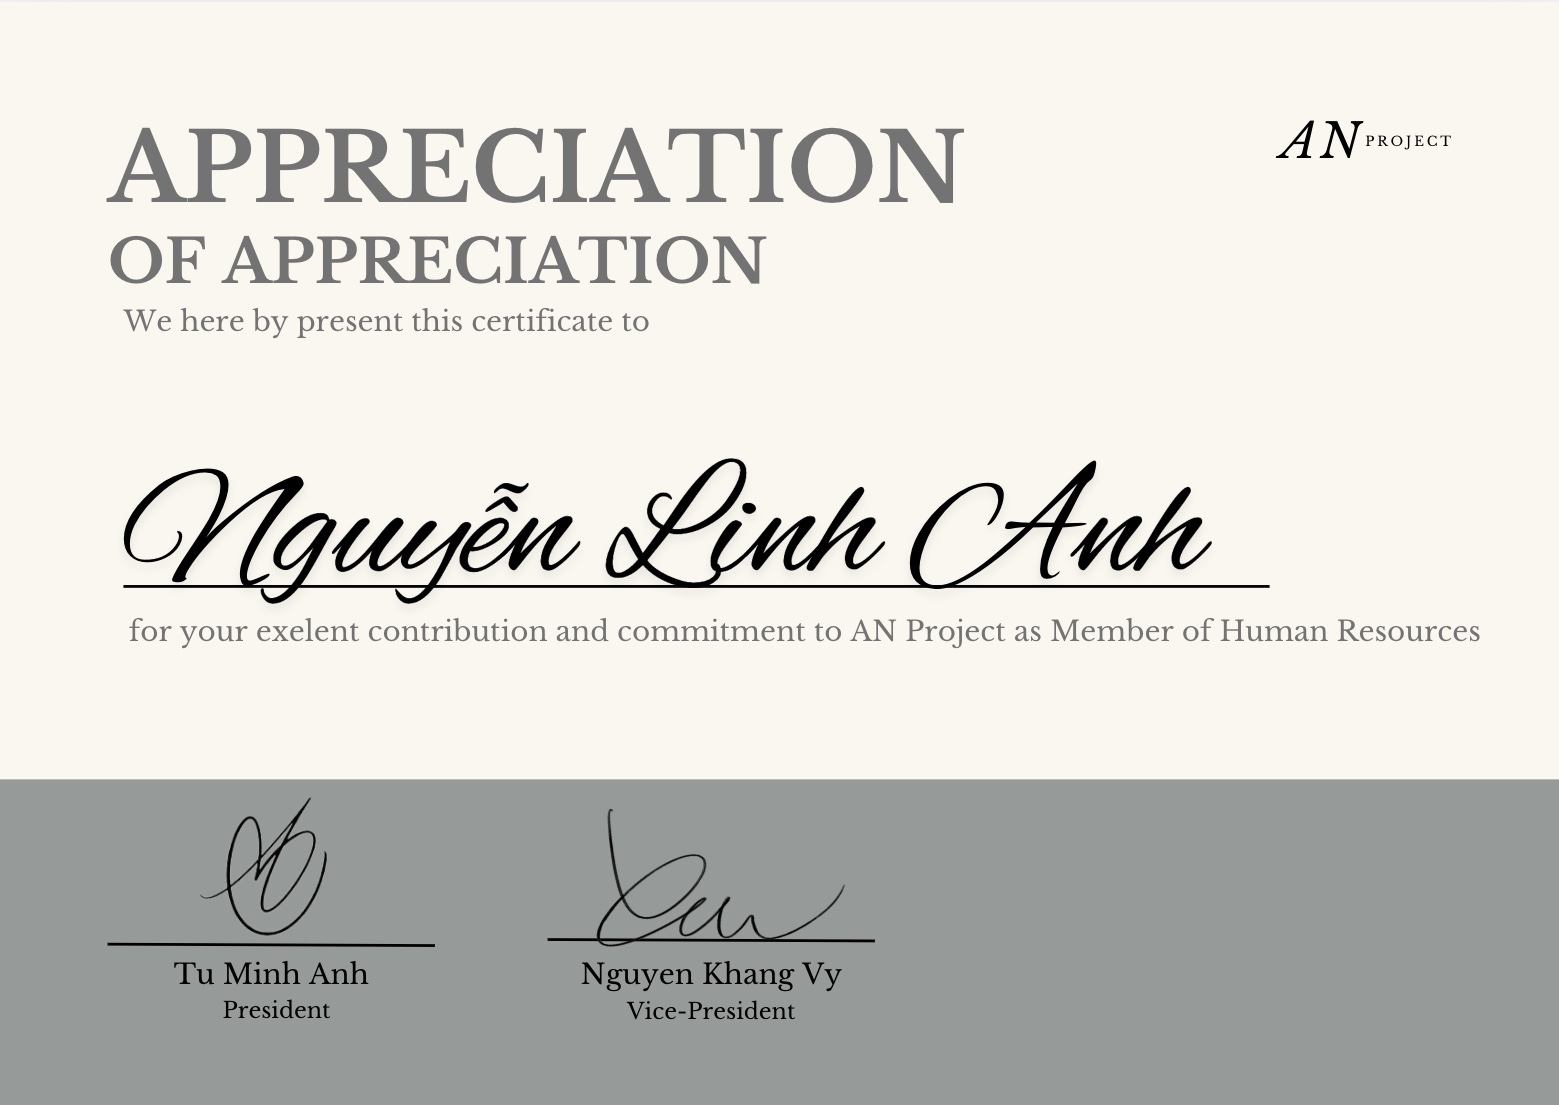 APPRECIATION
AN PROJECT
OF APPRECIATION
We here by present this certificate to
Nguyễn Linh Anh
for your exelent contribution and commitment to AN Project as Member of Human Resources
Tu Minh Anh
President
Nguyen Khang Vy
Vice-President